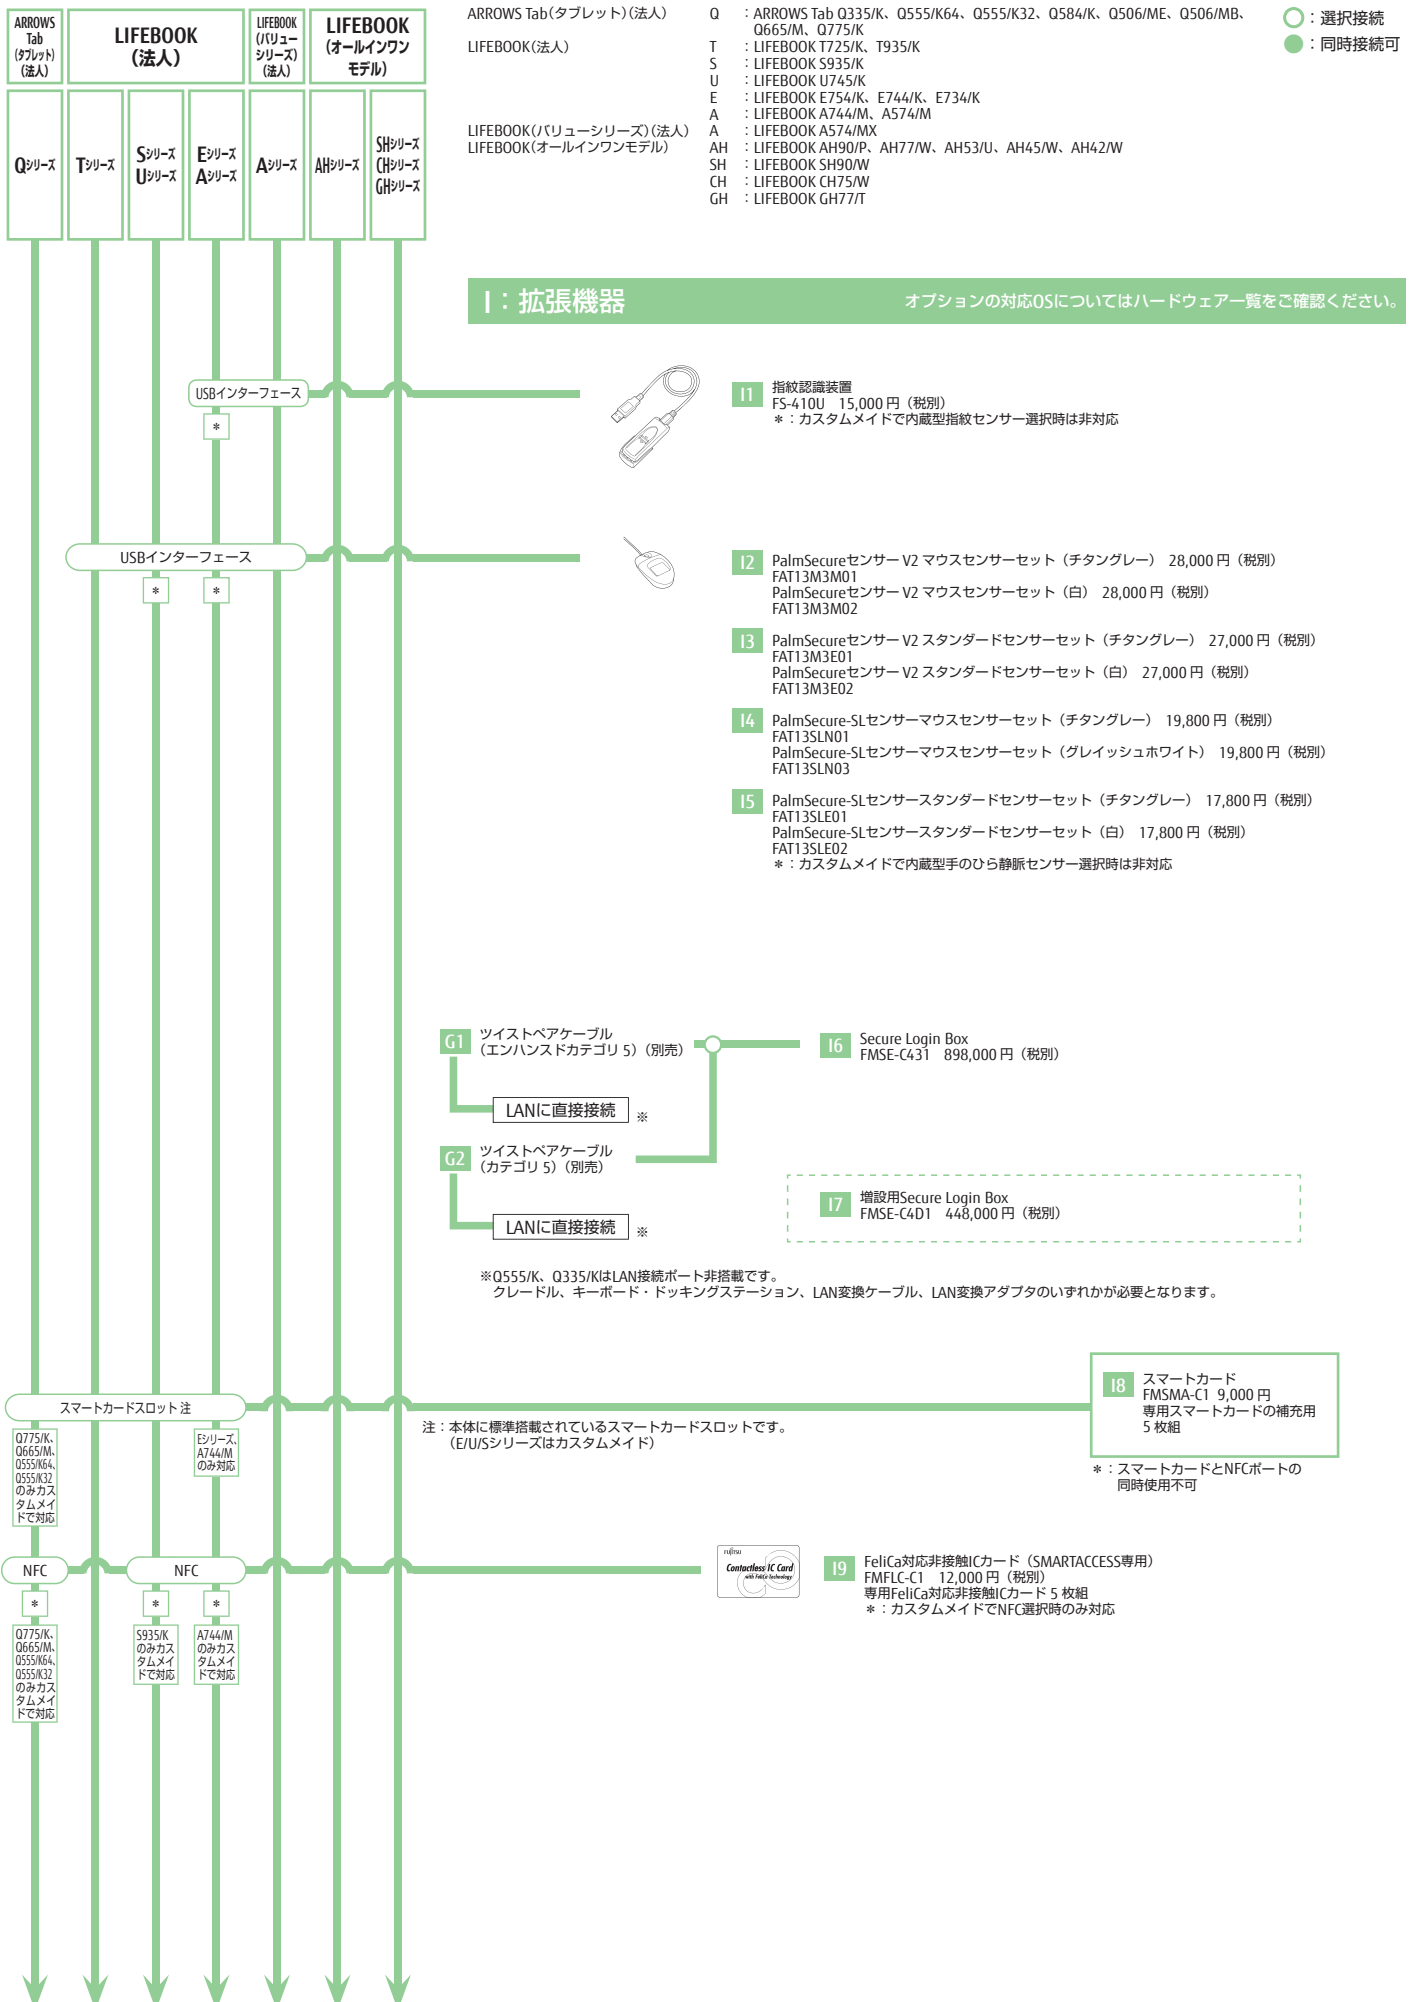 ARROWS
Tab
(タブレット)
(法人)
LIFEBOOK
(法人)
LIFEBOOK
(バリュー
シリーズ)
(法人)
LIFEBOOK
(オールインワン
モデル)
Qシリーズ
Tシリーズ
Sシリーズ
Uシリーズ
Eシリーズ
Aシリーズ
Aシリーズ
AHシリーズ
SHシリーズ
CHシリーズ
GHシリーズ
ARROWS Tab(タブレット)(法人) Q :ARROWS Tab Q335/K、Q555/K64、Q555/K32、Q584/K、Q506/ME、Q506/MB、
Q665/M、Q775/K
LIFEBOOK(法人) T :LIFEBOOK T725/K、T935/K
S :LIFEBOOK S935/K
U :LIFEBOOK U745/K
E :LIFEBOOK E754/K、E744/K、E734/K
A :LIFEBOOK A744/M、A574/M
LIFEBOOK(バリューシリーズ)(法人) A :LIFEBOOK A574/MX
LIFEBOOK(オールインワンモデル) AH :LIFEBOOK AH90/P、AH77/W、AH53/U、AH45/W、AH42/W
SH :LIFEBOOK SH90/W
CH :LIFEBOOK CH75/W
GH :LIFEBOOK GH77/T
:選択接続
:同時接続可
I:拡張機器 オプションの対応OSについてはハードウェア一覧をご確認ください。
USBインターフェース
*
I1 指紋認識装置
FS-410U 15,000円(税別)
*:カスタムメイドで内蔵型指紋センサー選択時は非対応
USBインターフェース
* *
I2 PalmSecureセンサー V2 マウスセンサーセット(チタングレー) 28,000円(税別)
FAT13M3M01
PalmSecureセンサー V2 マウスセンサーセット(白) 28,000円(税別)
FAT13M3M02
I3 PalmSecureセンサー V2 スタンダードセンサーセット(チタングレー) 27,000円(税別)
FAT13M3E01
PalmSecureセンサー V2 スタンダードセンサーセット(白) 27,000円(税別)
FAT13M3E02
I4 PalmSecure-SLセンサーマウスセンサーセット(チタングレー) 19,800円(税別)
FAT13SLN01
PalmSecure-SLセンサーマウスセンサーセット(グレイッシュホワイト) 19,800円(税別)
FAT13SLN03
I5 PalmSecure-SLセンサースタンダードセンサーセット(チタングレー) 17,800円(税別)
FAT13SLE01
PalmSecure-SLセンサースタンダードセンサーセット(白) 17,800円(税別)
FAT13SLE02
*:カスタムメイドで内蔵型手のひら静脈センサー選択時は非対応
G1 ツイストペアケーブル
(エンハンスドカテゴリ5)(別売)
LANに直接接続 ※
I6 Secure Login Box
FMSE-C431 898,000円(税別)
G2 ツイストペアケーブル
(カテゴリ5)(別売)
LANに直接接続 ※
I7 増設用Secure Login Box
FMSE-C4D1 448,000円(税別)
※Q555/K、Q335/KはLAN接続ポート非搭載です。
クレードル、キーボード・ドッキングステーション、LAN変換ケーブル、LAN変換アダプタのいずれかが必要となります。
スマートカードスロット 注
Q775/K、
Q665/M、
Q555/K64、
Q555/K32
のみカス
タムメイ
ドで対応
Eシリーズ、
A744/M
のみ対応
注:本体に標準搭載されているスマートカードスロットです。
(E/U/Sシリーズはカスタムメイド)
I8 スマートカード
FMSMA-C1 9,000円
専用スマートカードの補充用
5枚組
*:スマートカードとNFCポートの
同時使用不可
NFC
NFC
*
Q775/K、
Q665/M、
Q555/K64、
Q555/K32
のみカス
タムメイ
ドで対応
*
S935/K
のみカス
タムメイ
ドで対応
*
A744/M
のみカス
タムメイ
ドで対応
FUJITSU
Contactless IC Card
with FeliCa Technology
I9 FeliCa対応非接触ICカード(SMARTACCESS専用)
FMFLC-C1 12,000円(税別)
専用FeliCa対応非接触ICカード5枚組
*:カスタムメイドでNFC選択時のみ対応